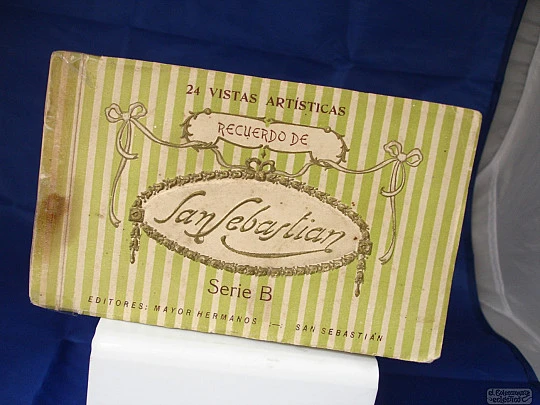 24 VISTAS ARTÍSTICAS
RECUERDO DE
San Sebastian
Serie B
EDITORES: MAYOR HERMANOS :—: SAN SEBASTIÁN